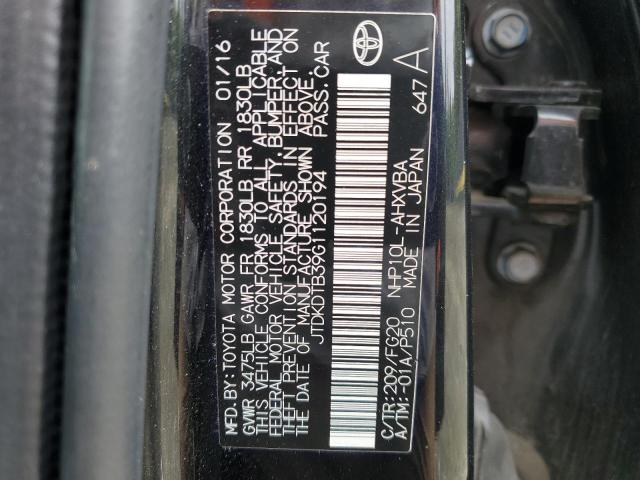 MFD.BY:TOYOTA MOTOR CORPORATION 01/16
GVWR 3475LB GAWR FR 1830LB RR 1830LB
THIS VEHICLE CONFORMS TO ALL APPLICABLE
FEDERAL MOTOR VEHICLE SAFETY, BUMPER, AND
THEFT PREVENTION STANDARDS IN EFFECT ON
THE DATE OF MANUFACTURE SHOWN ABOVE.
JTDKDTB39G1120194 PASS.CAR
C/TR:209/FG20 NHP10L-AHXVBA
A/TM:-01A/P510 MADE IN JAPAN
647A